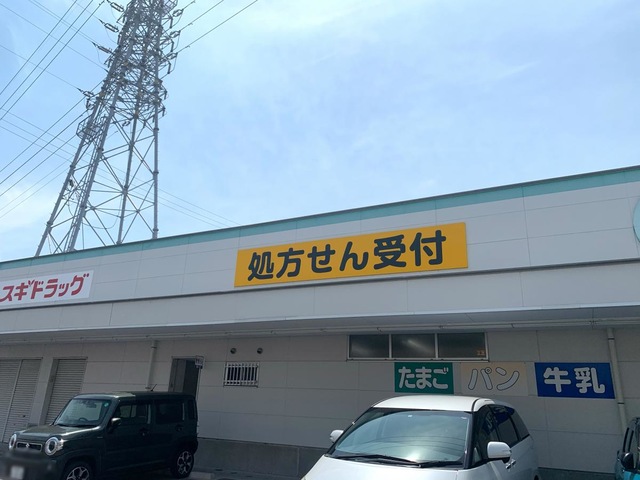 スギドラッグ
処方せん受付
たまご
パン
牛乳